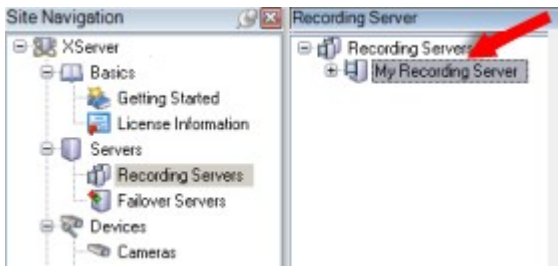 Site Navigation
XServer
Basics
Getting Started
License Information
Servers
Recording Servers
Failover Servers
Devices
Cameras
Recording Server
Recording Servers
My Recording Server